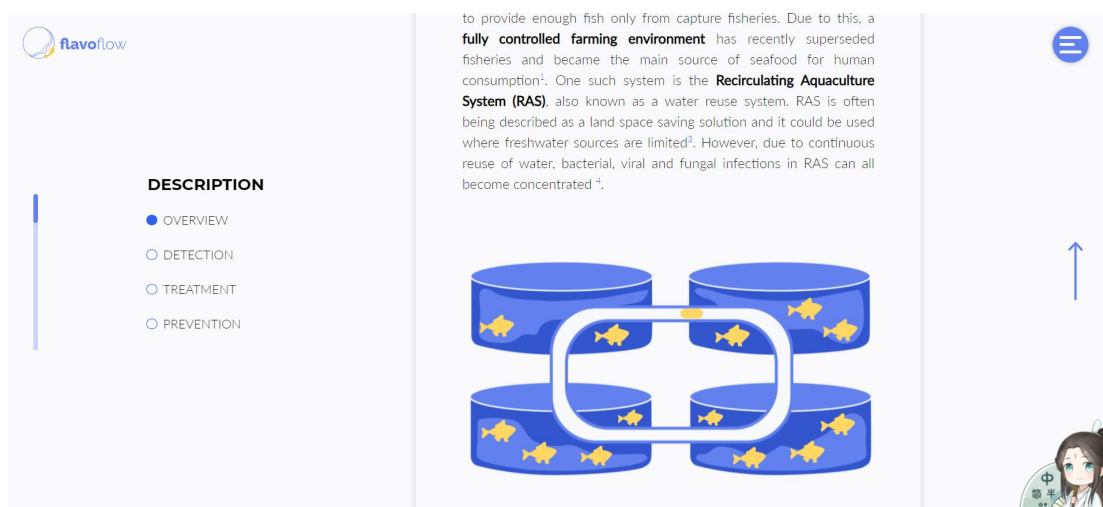 flavoflow
to provide enough fish only from capture fisheries. Due to this, a
fully controlled farming environment has recently superseded
fisheries and became the main source of seafood for human
consumption¹. One such system is the Recirculating Aquaculture
System (RAS), also known as a water reuse system. RAS is often
being described as a land space saving solution and it could be used
where freshwater sources are limited³. However, due to continuous
reuse of water, bacterial, viral and fungal infections in RAS can all
become concentrated ⁴.
DESCRIPTION
OVERVIEW
DETECTION
TREATMENT
PREVENTION
中
简 半